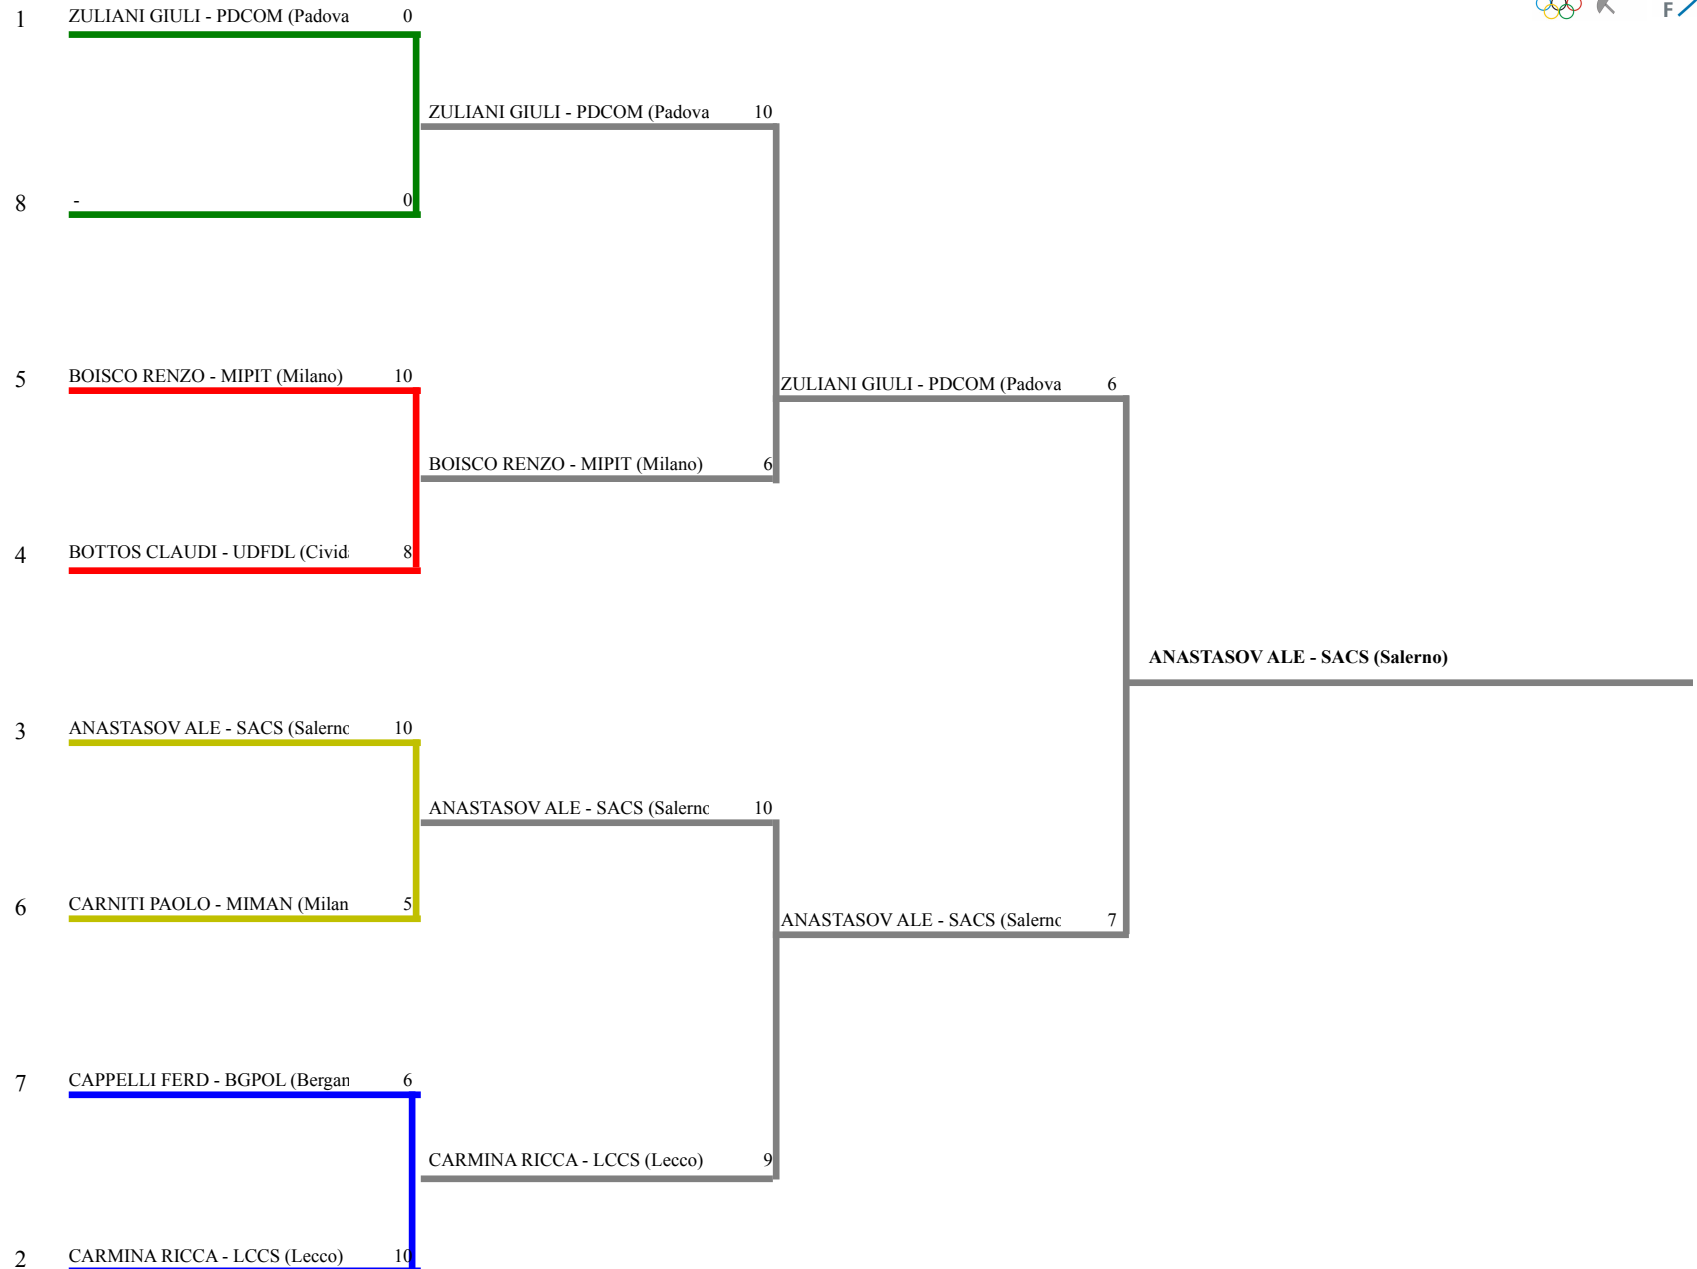 1 ZULIANI GIULI - PDCOM (Padova 0
F
ZULIANI GIULI - PDCOM (Padova 10
8 - 0
5 BOISCO RENZO - MIPIT (Milano) 10
ZULIANI GIULI - PDCOM (Padova 6
BOISCO RENZO - MIPIT (Milano) 6
4 BOTTOS CLAUDI - UDFDL (Civid 8
ANASTASOV ALE - SACS (Salerno)
3 ANASTASOV ALE - SACS (Salerno 10
ANASTASOV ALE - SACS (Salerno 10
6 CARNITI PAOLO - MIMAN (Milan 5
ANASTASOV ALE - SACS (Salerno 7
7 CAPPELLI FERD - BGPOL (Bergan 6
CARMINA RICCA - LCCS (Lecco) 9
2 CARMINA RICCA - LCCS (Lecco) 10